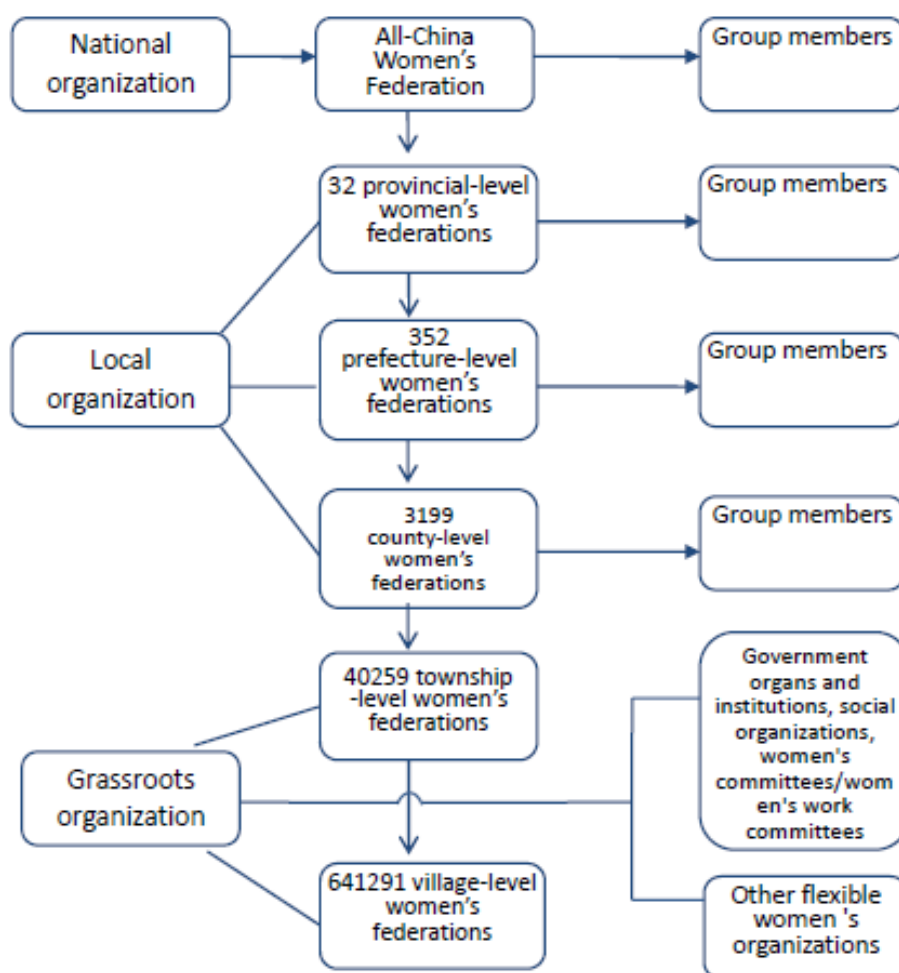 National
organization
All-China
Women's
Federation
Group members
32 provincial-level
women's
federations
Group members
Local
organization
352
prefecture-level
women's
federations
Group members
3199
county-level
women's
federations
Group members
40259 township
-level women's
federations
Government
organs and
institutions, social
organizations,
women's
committees/wom
en's work
committees
Grassroots
organization
641291 village-level
women's
federations
Other flexible
women 's
organizations